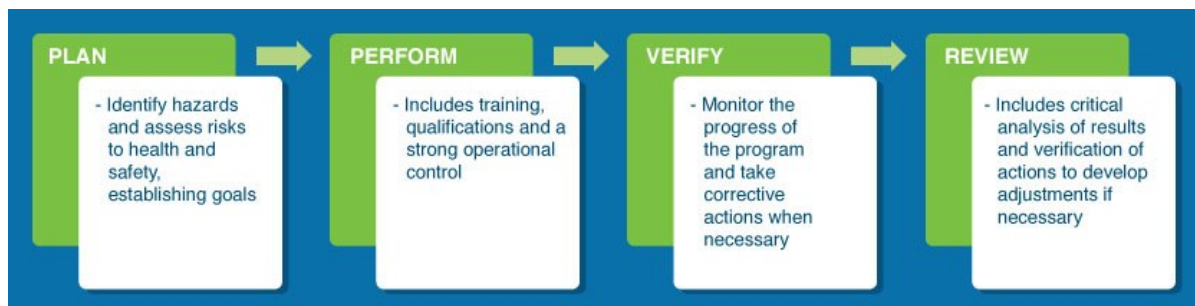 PLAN
- Identify hazards
and assess risks
to health and
safety,
establishing goals
PERFORM
- Includes training,
qualifications and a
strong operational
control
VERIFY
- Monitor the
progress of
the program
and take
corrective
actions when
necessary
REVIEW
- Includes critical
analysis of results
and verification of
actions to develop
adjustments if
necessary